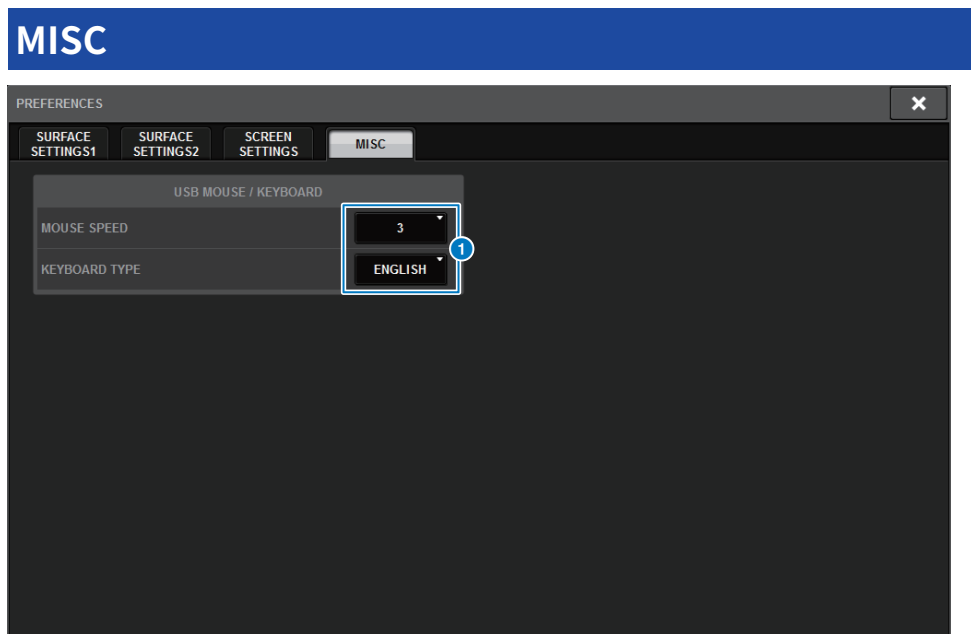 MISC
PREFERENCES
SURFACE SETTINGS1
SURFACE SETTINGS2
SCREEN SETTINGS
MISC
USB MOUSE / KEYBOARD
MOUSE SPEED
3
1
KEYBOARD TYPE
ENGLISH